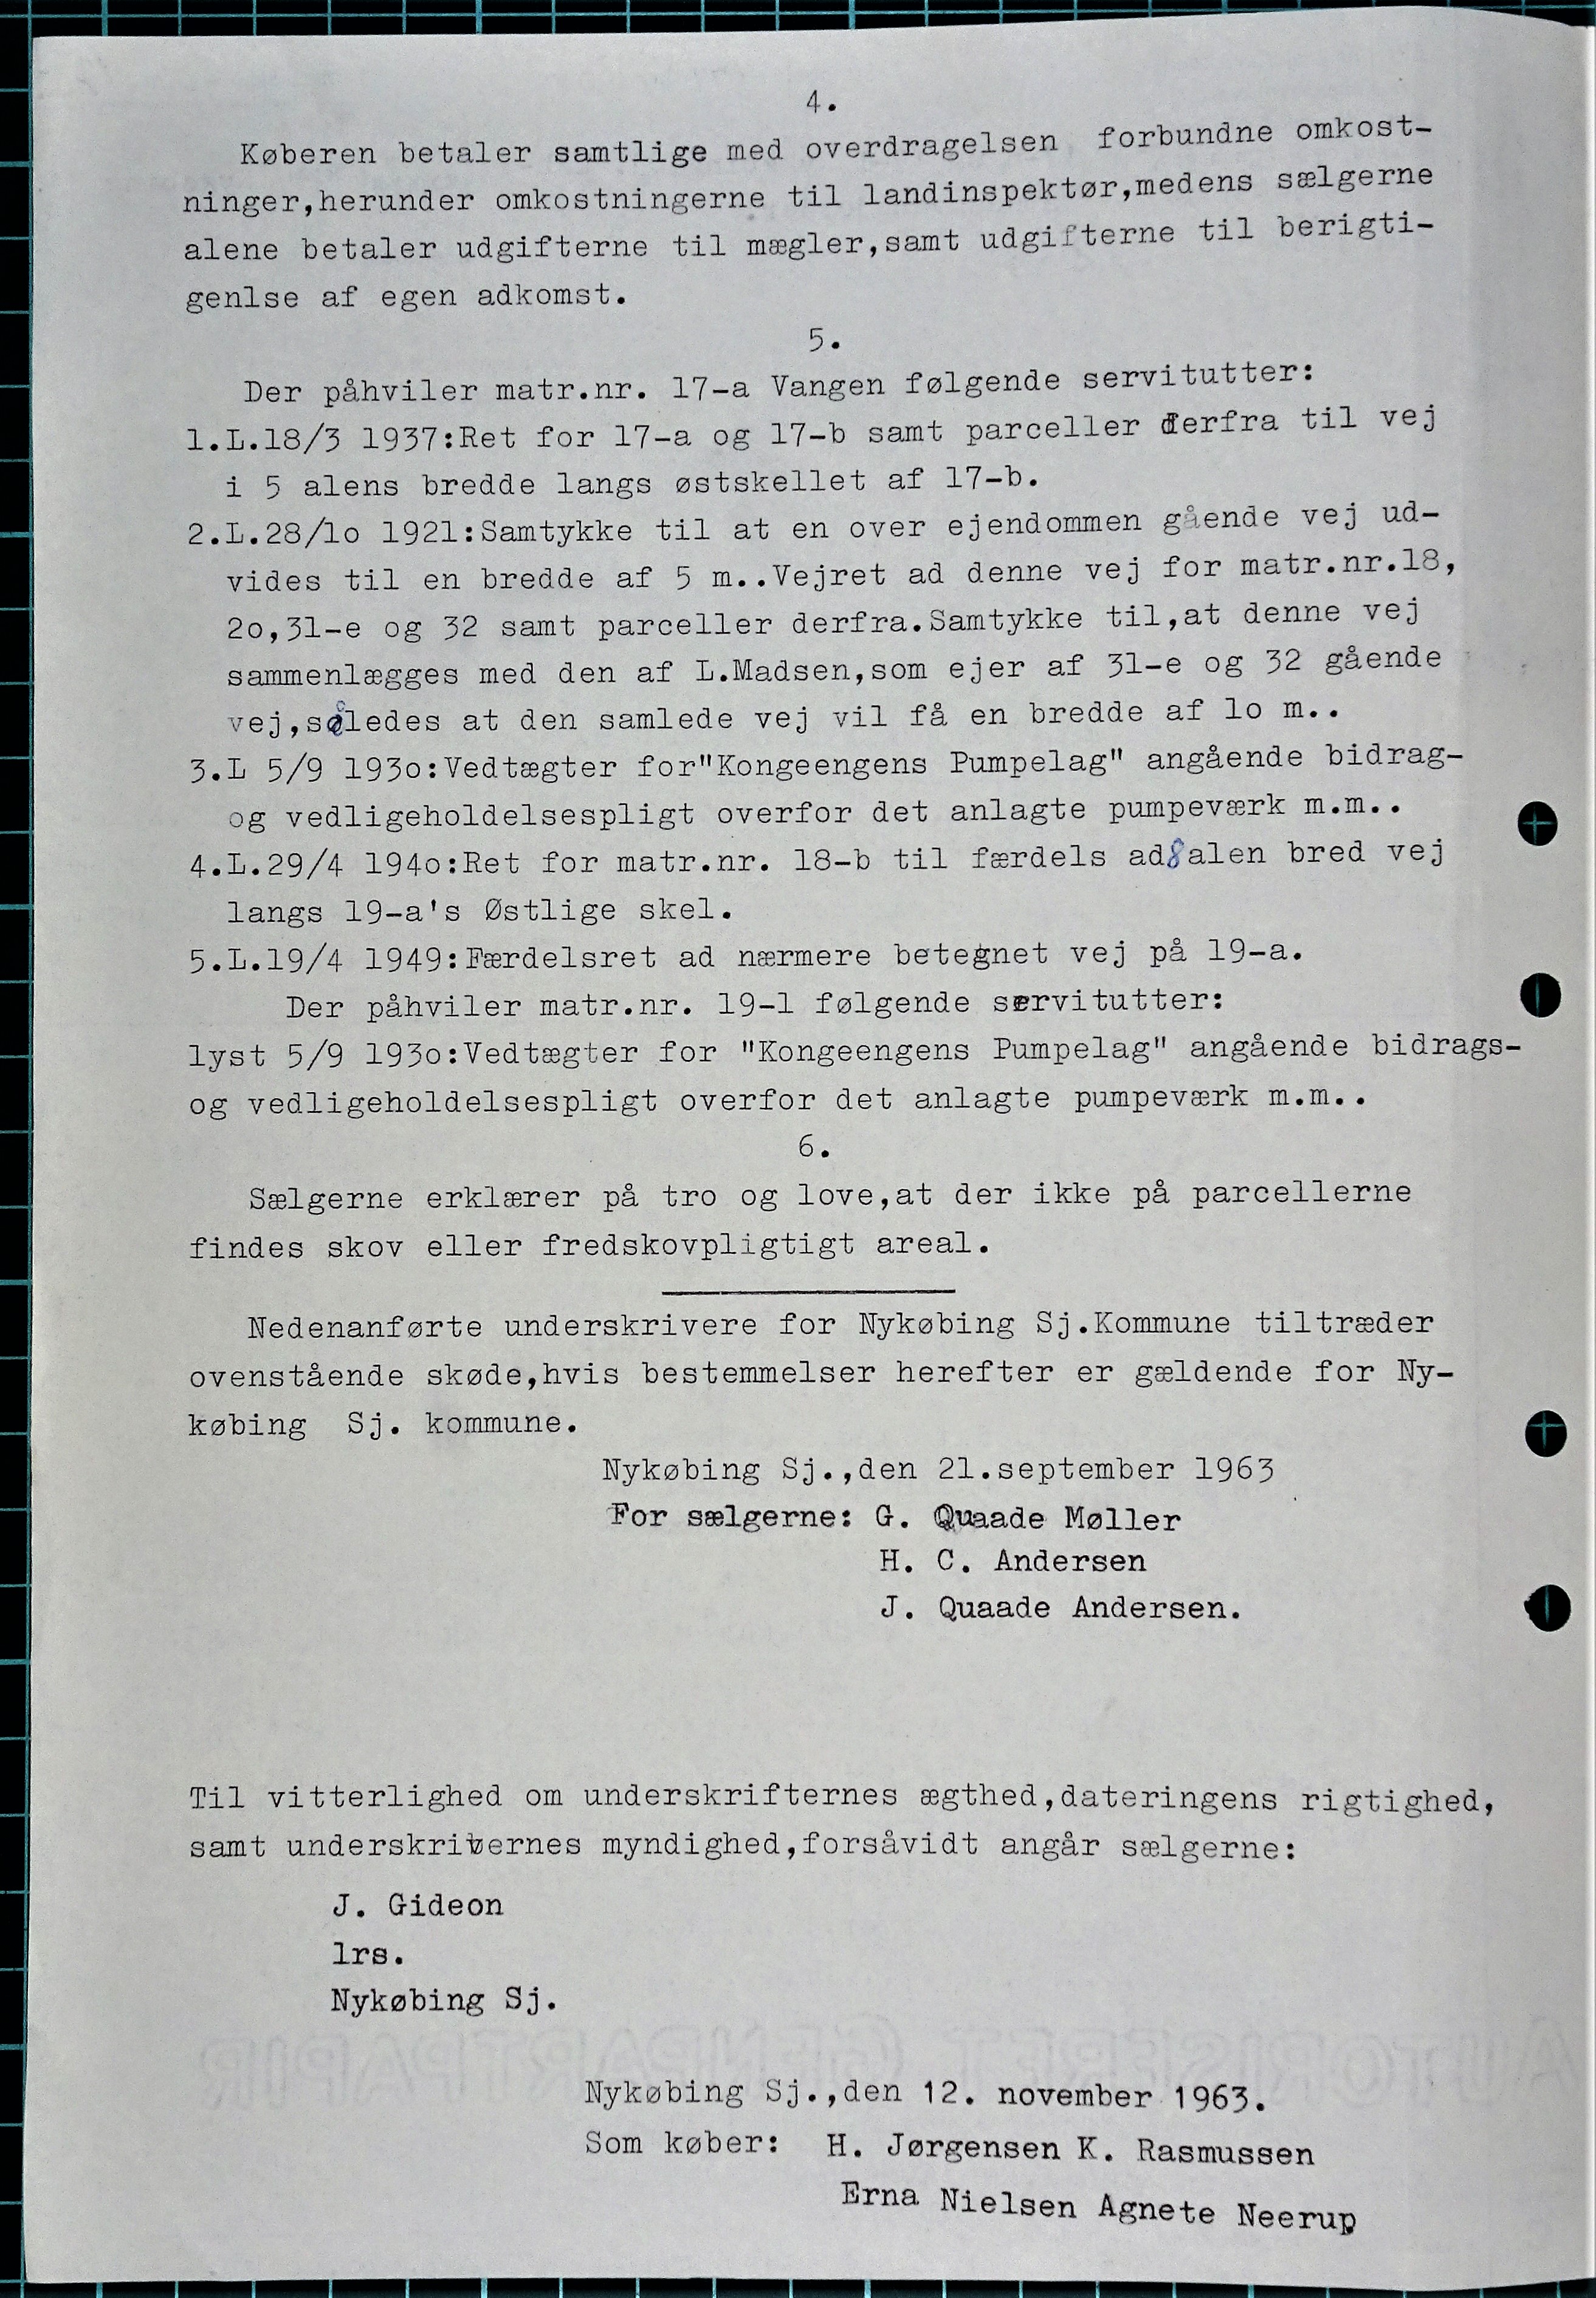 4.
Køberen betaler samtlige med overdragelsen forbundne omkost-
ninger,herunder omkostningerne til landinspektør,medens sælgerne
alene betaler udgifterne til mægler,samt udgifterne til berigti-
genlse af egen adkomst.
5.
Der påhviler matr.nr. 17-a Vangen følgende servitutter:
1.L.18/3 1937:Ret for 17-a og 17-b samt parceller derfra til vej
i 5 alens bredde langs østskellet af 17-b.
2.L.28/lo 1921:Samtykke til at en over ejendommen gående vej ud-
vides til en bredde af 5 m..Vejret ad denne vej for matr.nr.18,
2o,31-e og 32 samt parceller derfra.Samtykke til,at denne vej
sammenlægges med den af L.Madsen,som ejer af 31-e og 32 gående
vej,således at den samlede vej vil få en bredde af lo m..
3.L 5/9 193o:Vedtægter for"Kongeengens Pumpelag" angående bidrag-
og vedligeholdelsespligt overfor det anlagte pumpeværk m.m..
4.L.29/4 194o:Ret for matr.nr. 18-b til færdels ad 8 alen bred vej
langs 19-a's Østlige skel.
5.L.19/4 1949:Færdelsret ad nærmere betegnet vej på 19-a.
Der påhviler matr.nr. 19-l følgende servitutter:
lyst 5/9 193o:Vedtægter for "Kongeengens Pumpelag" angående bidrags-
og vedligeholdelsespligt overfor det anlagte pumpeværk m.m..
6.
Sælgerne erklærer på tro og love,at der ikke på parcellerne
findes skov eller fredskovpligtigt areal.
Nedenanførte underskrivere for Nykøbing Sj.Kommune tiltræder
ovenstående skøde,hvis bestemmelser herefter er gældende for Ny-
købing Sj. kommune.
Nykøbing Sj.,den 21.september 1963
For sælgerne: G. Quaade Møller
H. C. Andersen
J. Quaade Andersen.
Til vitterlighed om underskrifternes ægthed,dateringens rigtighed,
samt underskrivernes myndighed,forsåvidt angår sælgerne:
J. Gideon
lrs.
Nykøbing Sj.
AUTORISERET GENPARTPAPIR
Nykøbing Sj.,den 12. november 1963.
Som køber: H. Jørgensen K. Rasmussen
Erna Nielsen Agnete Neerup